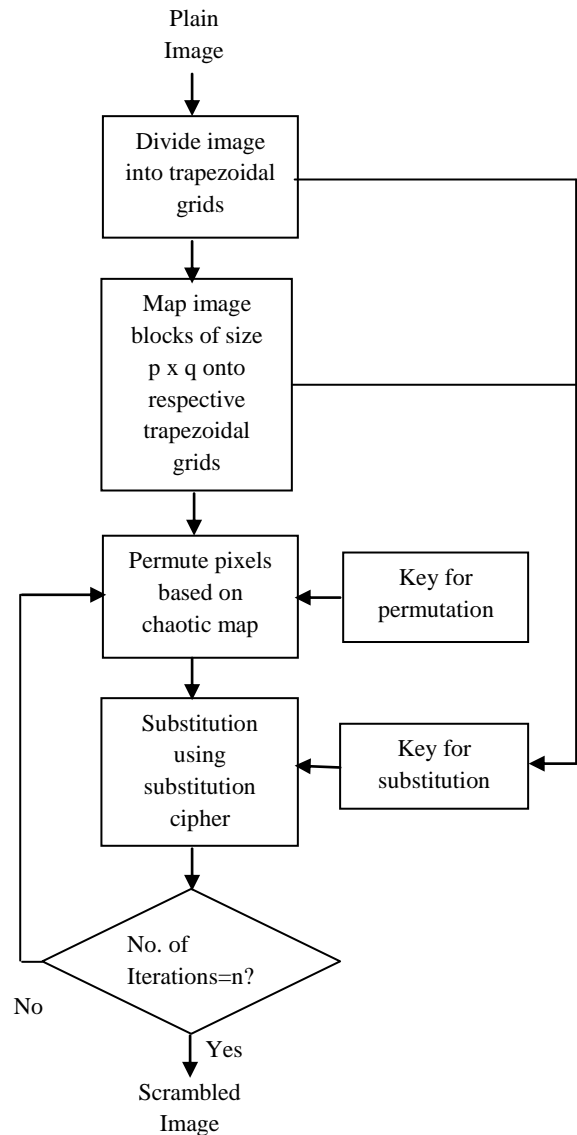 Plain
Image
Divide image
into trapezoidal
grids
Map image
blocks of size
p x q onto
respective
trapezoidal
grids
Permute pixels
based on
chaotic map
Key for
permutation
Substitution
using
substitution
cipher
Key for
substitution
No. of
Iterations=n?
No
Yes
Scrambled
Image